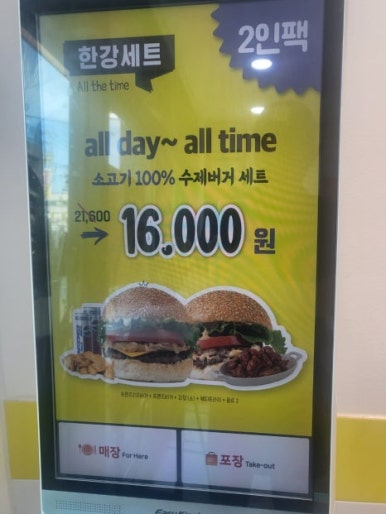 한강세트
2인팩
All the time
all day~ all time
소고기 100% 수제버거 세트
21,600
→ 16.000 원
매장 For Here
포장 Take-out